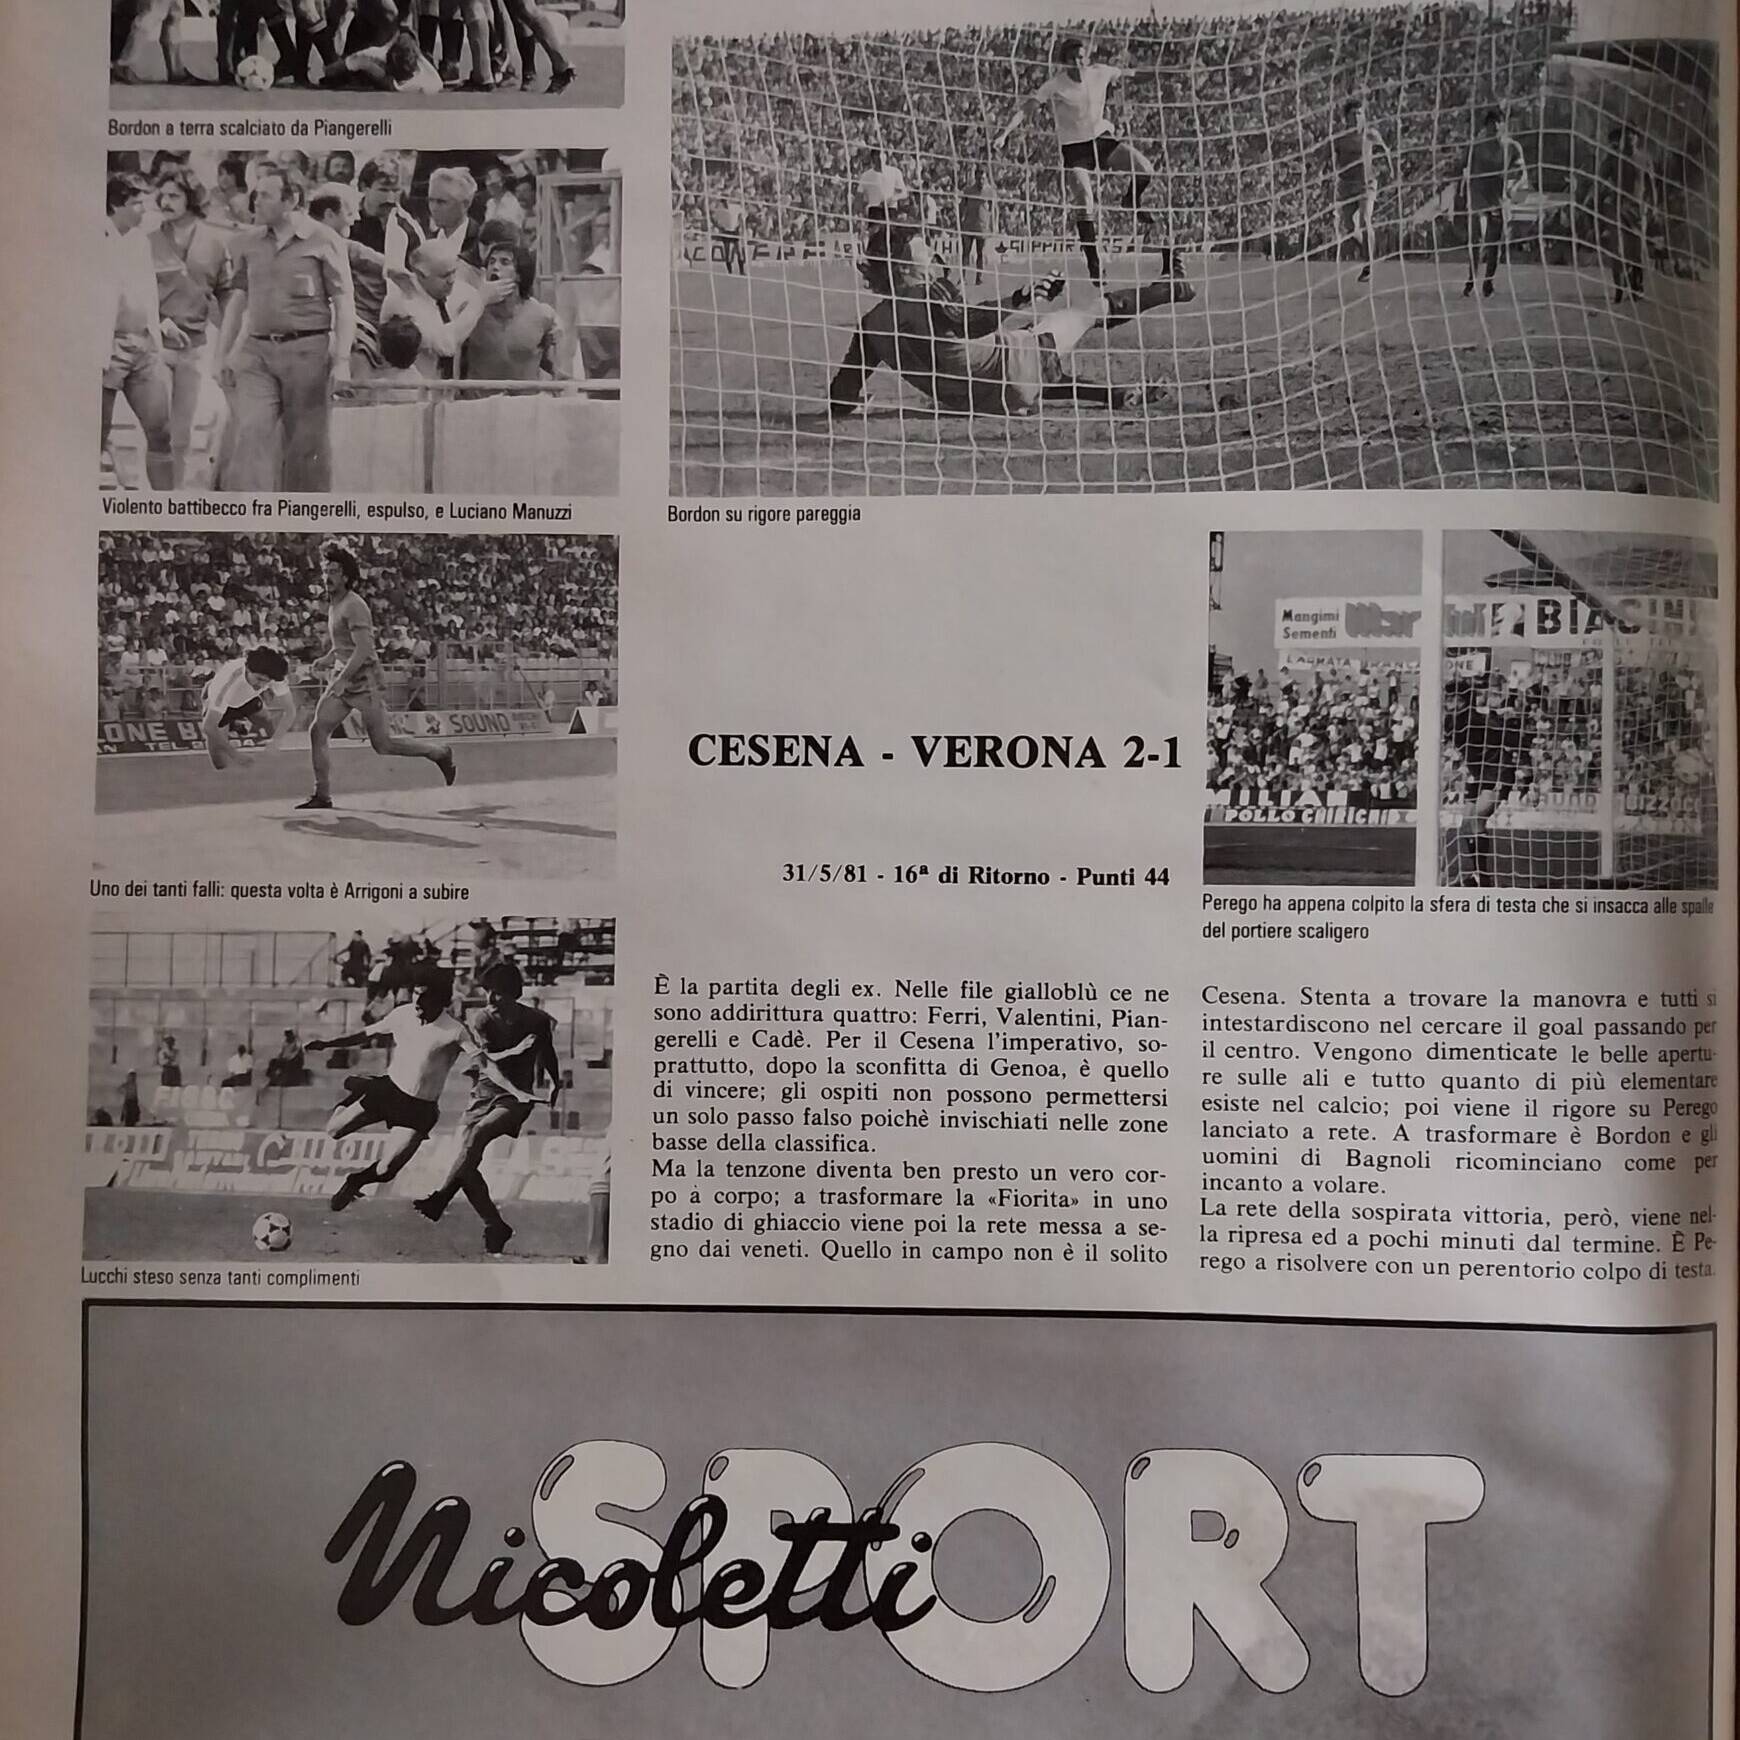 Bordon a terra scalciato da Piangerelli
Violento battibecco fra Piangerelli, espulso, e Luciano Manuzzi
SUPPORTERS
Bordon su rigore pareggia
SOUND
Uno dei tanti falli: questa volta è Arrigoni a subire
Lucchi steso senza tanti complimenti
CESENA - VERONA 2-1
31/5/81 - 16ª di Ritorno - Punti 44
Mangimi
Sementi
POLLO CHIRICHIP
Perego ha appena colpito la sfera di testa che si insacca alle spalle
del portiere scaligero
È la partita degli ex. Nelle file gialloblù ce ne
sono addirittura quattro: Ferri, Valentini, Pian-
gerelli e Cadè. Per il Cesena l'imperativo, so-
prattutto, dopo la sconfitta di Genoa, è quello
di vincere; gli ospiti non possono permettersi
un solo passo falso poichè invischiati nelle zone
basse della classifica.
Ma la tenzone diventa ben presto un vero cor-
po a corpo; a trasformare la «Fiorita» in uno
stadio di ghiaccio viene poi la rete messa a se-
gno dai veneti. Quello in campo non è il solito
Cesena. Stenta a trovare la manovra e tutti si
intestardiscono nel cercare il goal passando per
il centro. Vengono dimenticate le belle apertu-
re sulle ali e tutto quanto di più elementare
esiste nel calcio; poi viene il rigore su Perego
lanciato a rete. A trasformare è Bordon e gli
uomini di Bagnoli ricominciano come per
incanto a volare.
La rete della sospirata vittoria, però, viene nel-
la ripresa ed a pochi minuti dal termine. È Pe-
rego a risolvere con un perentorio colpo di testa.
Nicoletti
SPORT